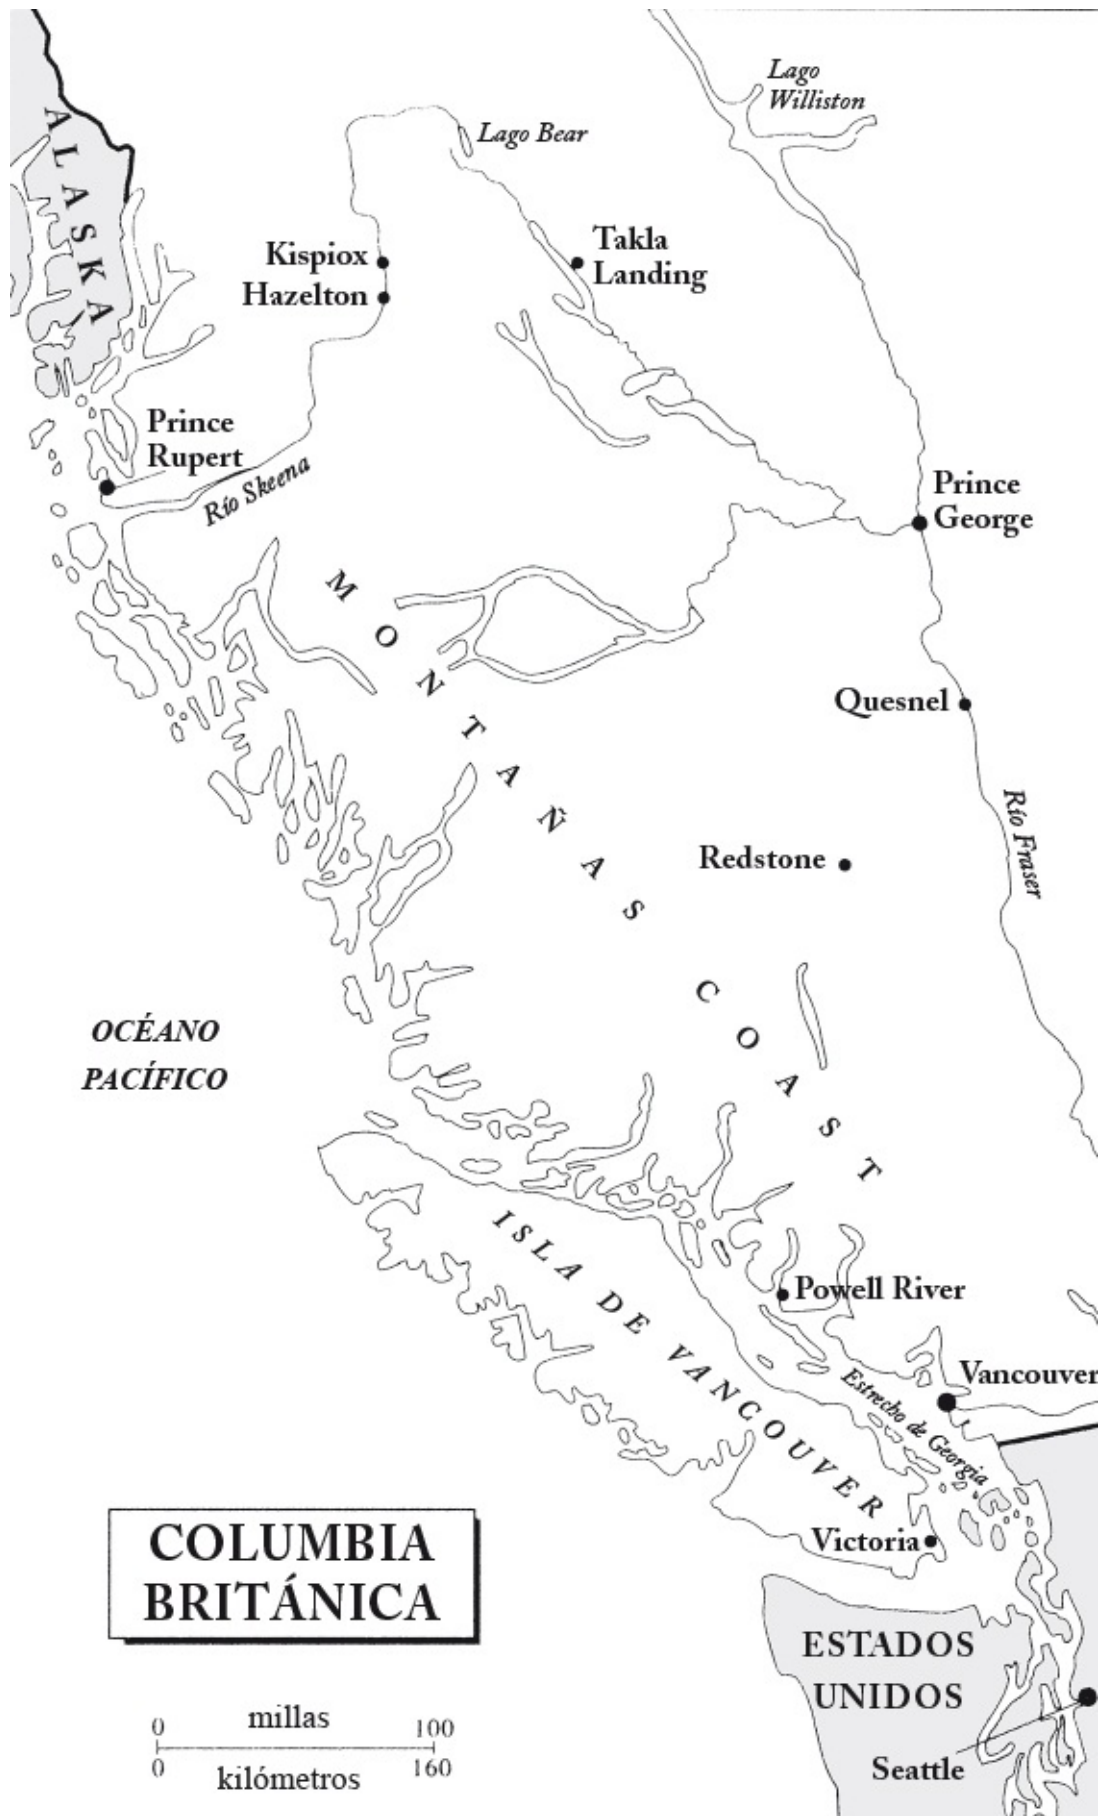 Lago
Williston
Lago Bear
ALASKA
Takla
Landing
Kispiox
Hazelton
Prince
Rupert
Río Skeena
Prince
George
MONTAÑAS COAST
Quesnel
Río Fraser
Redstone
OCÉANO
PACÍFICO
ISLA DE VANCOUVER
Powell River
Vancouver
Estrecho de Georgia
Victoria
COLUMBIA
BRITÁNICA
ESTADOS
UNIDOS
Seattle
millas
0 100
0 160
kilómetros